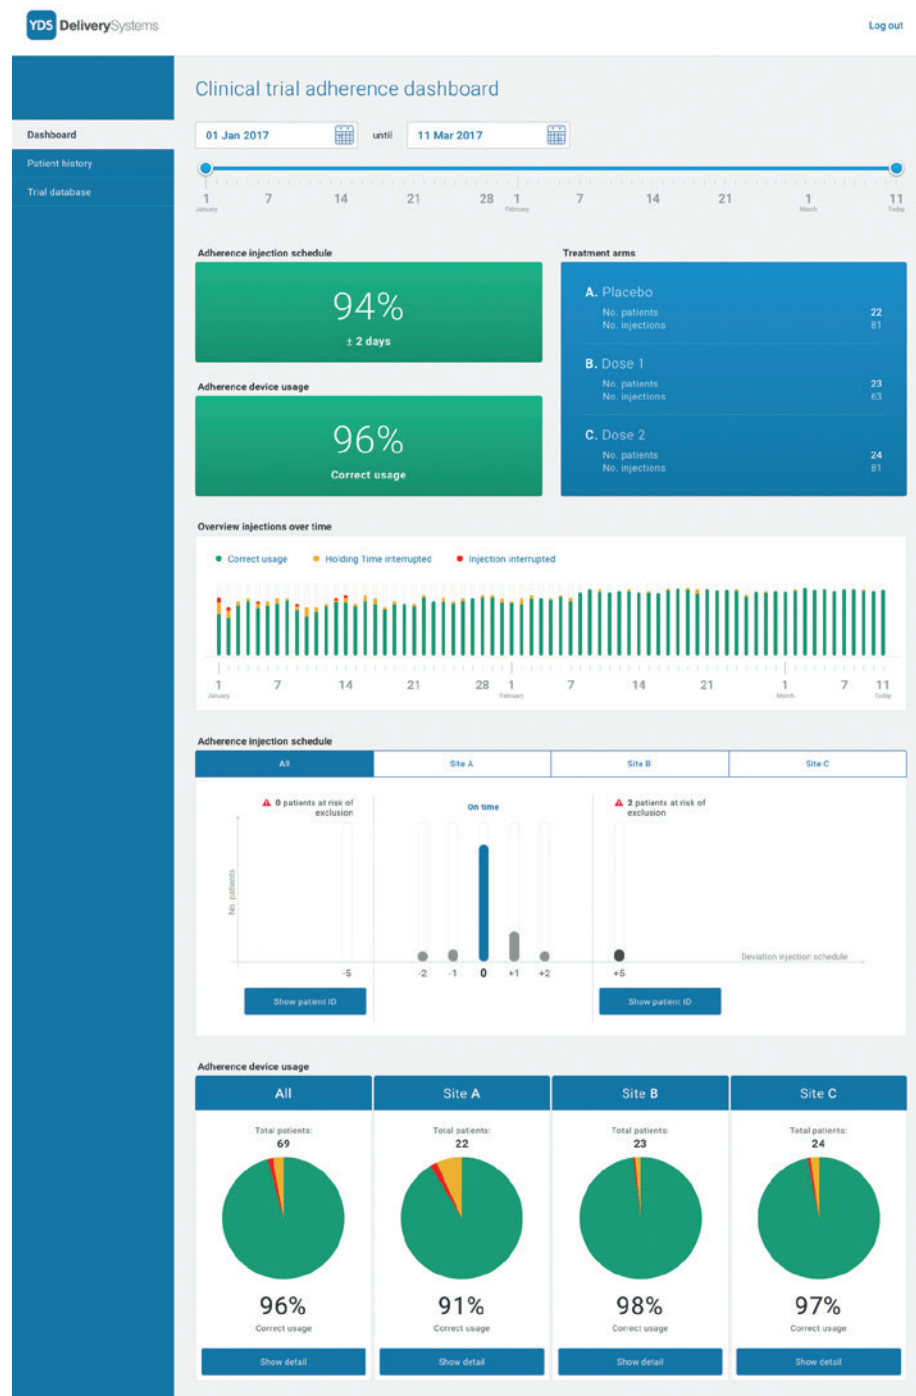 YDS DeliverySystems
Log out
Clinical trial adherence dashboard
Dashboard
Patient history
Trial database
01 Jan 2017 until 11 Mar 2017
1 7 14 21 28 1 7 14 21 1 11
January February March Today
Adherence injection schedule
94%
± 2 days
Adherence device usage
96%
Correct usage
Treatment arms
A. Placebo
No. patients 22
No. injections 81
B. Dose 1
No. patients 23
No. injections 63
C. Dose 2
No. patients 24
No. injections 81
Overview injections over time
Correct usage Holding Time interrupted Injection interrupted
1 7 14 21 28 1 7 14 21 1 7 11
January February March Today
Adherence injection schedule
All Site A Site B Site C
0 patients at risk of
exclusion
On time
2 patients at risk of
exclusion
No. patients
Deviation injection schedule
-5 -2 -1 0 +1 +2 +5
Show patient ID Show patient ID
Adherence device usage
All Site A Site B Site C
Total patients: Total patients: Total patients: Total patients:
69 22 23 24
96% 91% 98% 97%
Correct usage Correct usage Correct usage Correct usage
Show detail Show detail Show detail Show detail